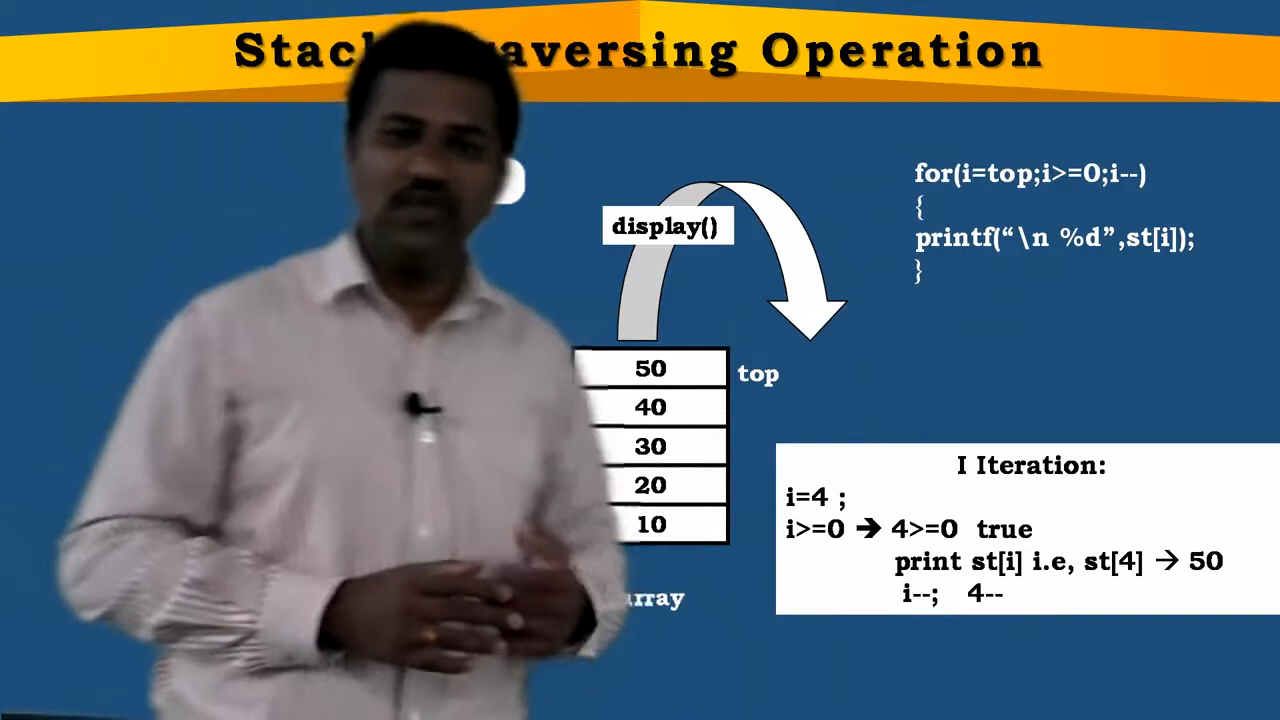 Stack Traversing Operation
for(i=top;i>=0;i--)
{
printf("\n %d",st[i]);
}
display()
50
top
40
30
20
10
I Iteration:
i=4 ;
i>=0 ➔ 4>=0 true
print st[i] i.e, st[4] → 50
i--; 4--